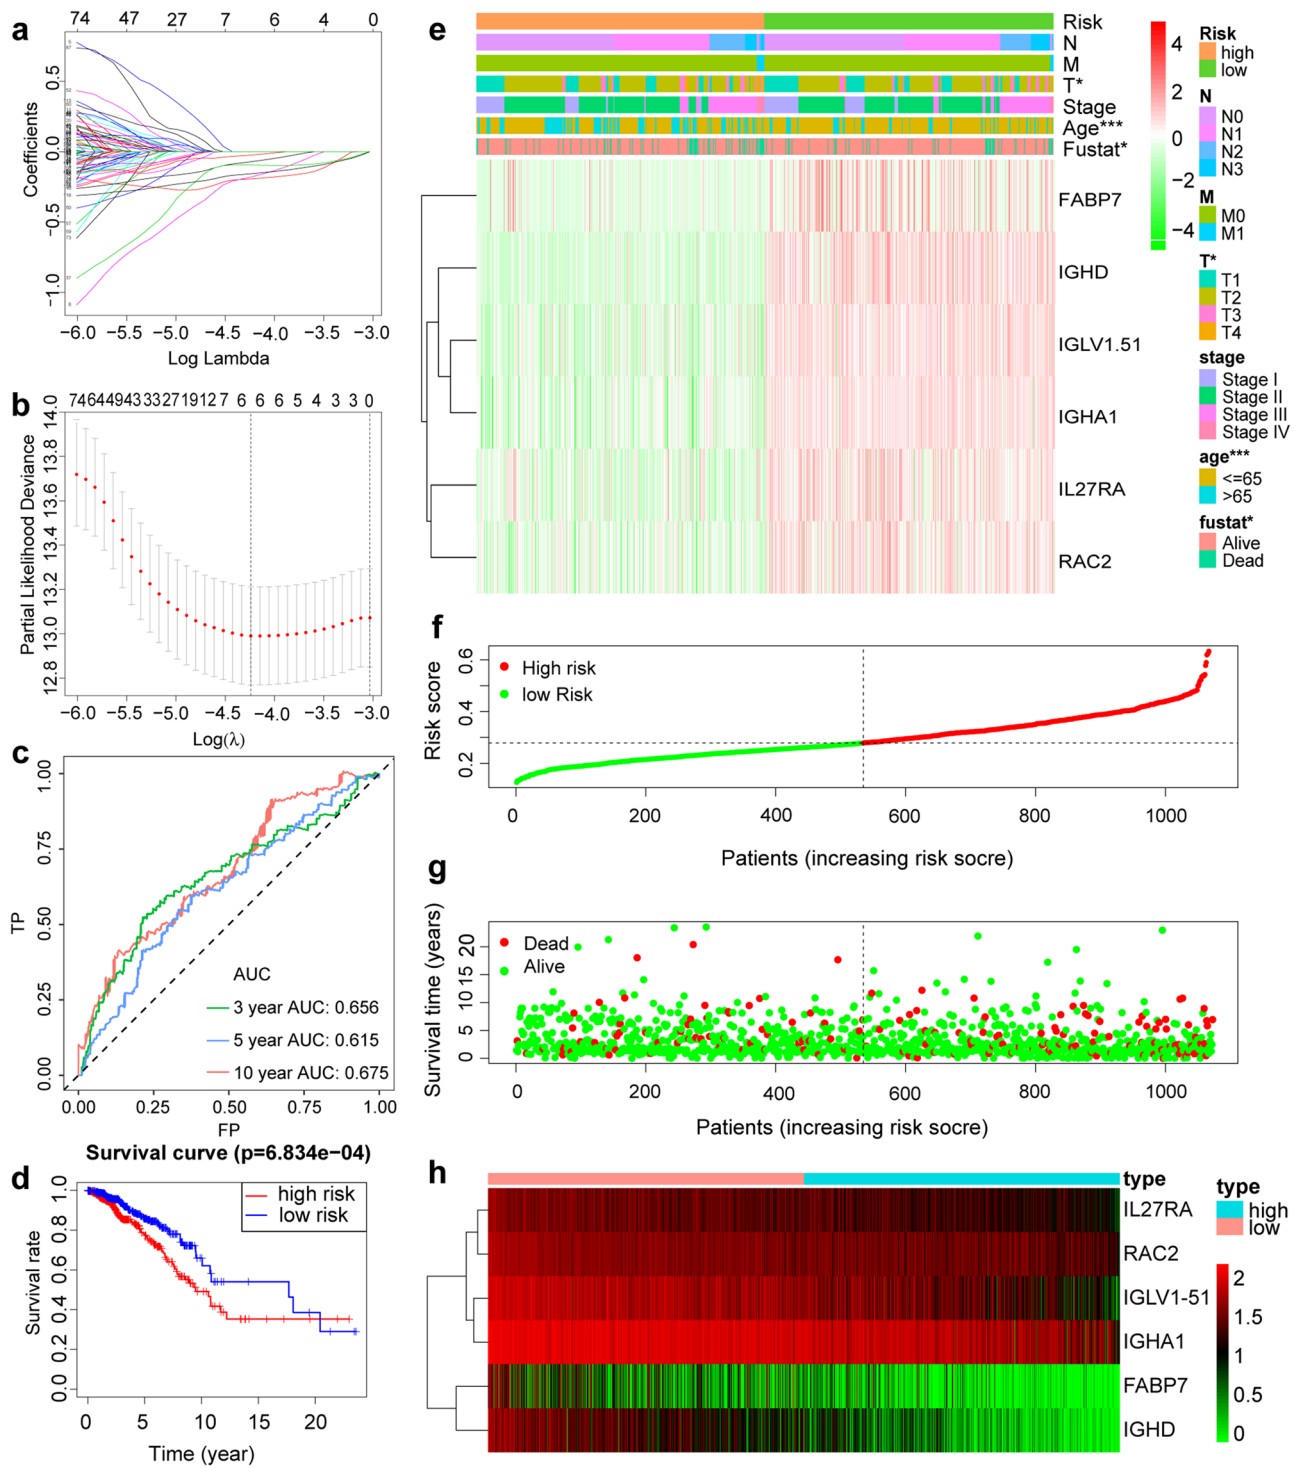 a
74 47 27 7 6 4 0
Coefficients
0.5
0.0
−0.5
−1.0
−6.0 −5.5 −5.0 −4.5 −4.0 −3.5 −3.0
Log Lambda
b
74 64 49 43 33 27 19 12 7 6 6 6 5 4 3 3 0
Partial Likelihood Deviance
14.0
13.8
13.6
13.4
13.2
13.0
12.8
−6.0 −5.5 −5.0 −4.5 −4.0 −3.5 −3.0
Log(λ)
c
TP
1.00
0.75
0.50
0.25
0.00
AUC
3 year AUC: 0.656
5 year AUC: 0.615
10 year AUC: 0.675
0.00 0.25 0.50 0.75 1.00
FP
d
Survival curve (p=6.834e−04)
Survival rate
1.0
0.8
0.6
0.4
0.2
0.0
high risk
low risk
0 5 10 15 20
Time (year)
e
Risk
N
M
T*
Stage
Age***
Fustat*
FABP7
IGHD
IGLV1.51
IGHA1
IL27RA
RAC2
4
2
0
−2
−4
Risk
high
low
N
N0
N1
N2
N3
M
M0
M1
T*
T1
T2
T3
T4
stage
Stage I
Stage II
Stage III
Stage IV
age***
<=65
>65
fustat*
Alive
Dead
f
Risk score
0.6
0.4
0.2
High risk
low Risk
0 200 400 600 800 1000
Patients (increasing risk socre)
g
Survival time (years)
20
15
10
5
0
Dead
Alive
0 200 400 600 800 1000
Patients (increasing risk socre)
h
type
IL27RA
RAC2
IGLV1-51
IGHA1
FABP7
IGHD
type
high
low
2
1.5
1
0.5
0